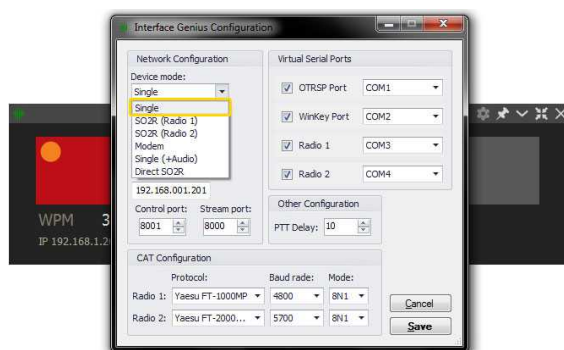 Interface Genius Configuration
Network Configuration
Device mode:
Single
Single
SO2R (Radio 1)
SO2R (Radio 2)
Modem
Single (+Audio)
Direct SO2R
192.168.001.201
Control port: Stream port:
8001 8000
Virtual Serial Ports
OTRSP Port COM1
WinKey Port COM2
Radio 1 COM3
Radio 2 COM4
Other Configuration
PTT Delay: 10
CAT Configuration
Protocol: Baud rade: Mode:
Radio 1: Yaesu FT-1000MP 4800 8N1
Radio 2: Yaesu FT-2000... 5700 8N1
Cancel
Save
WPM 3
IP 192.168.1.20